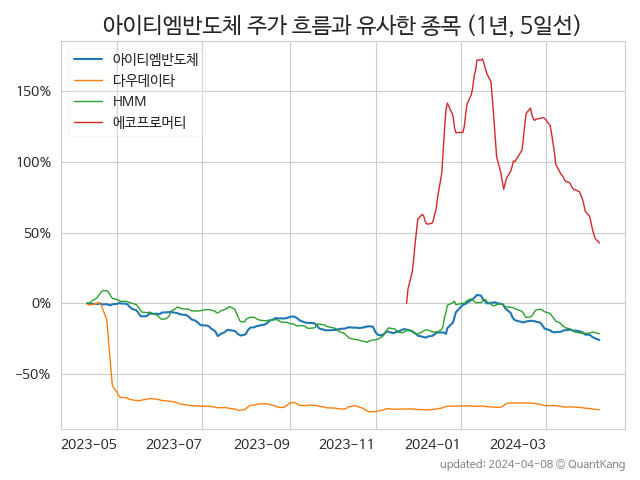 아이티엠반도체 주가 흐름과 유사한 종목 (1년, 5일선)
아이티엠반도체
다우데이타
HMM
에코프로머티
150%
100%
50%
0%
−50%
2023-05 2023-07 2023-09 2023-11 2024-01 2024-03
updated: 2024-04-08 © QuantKang